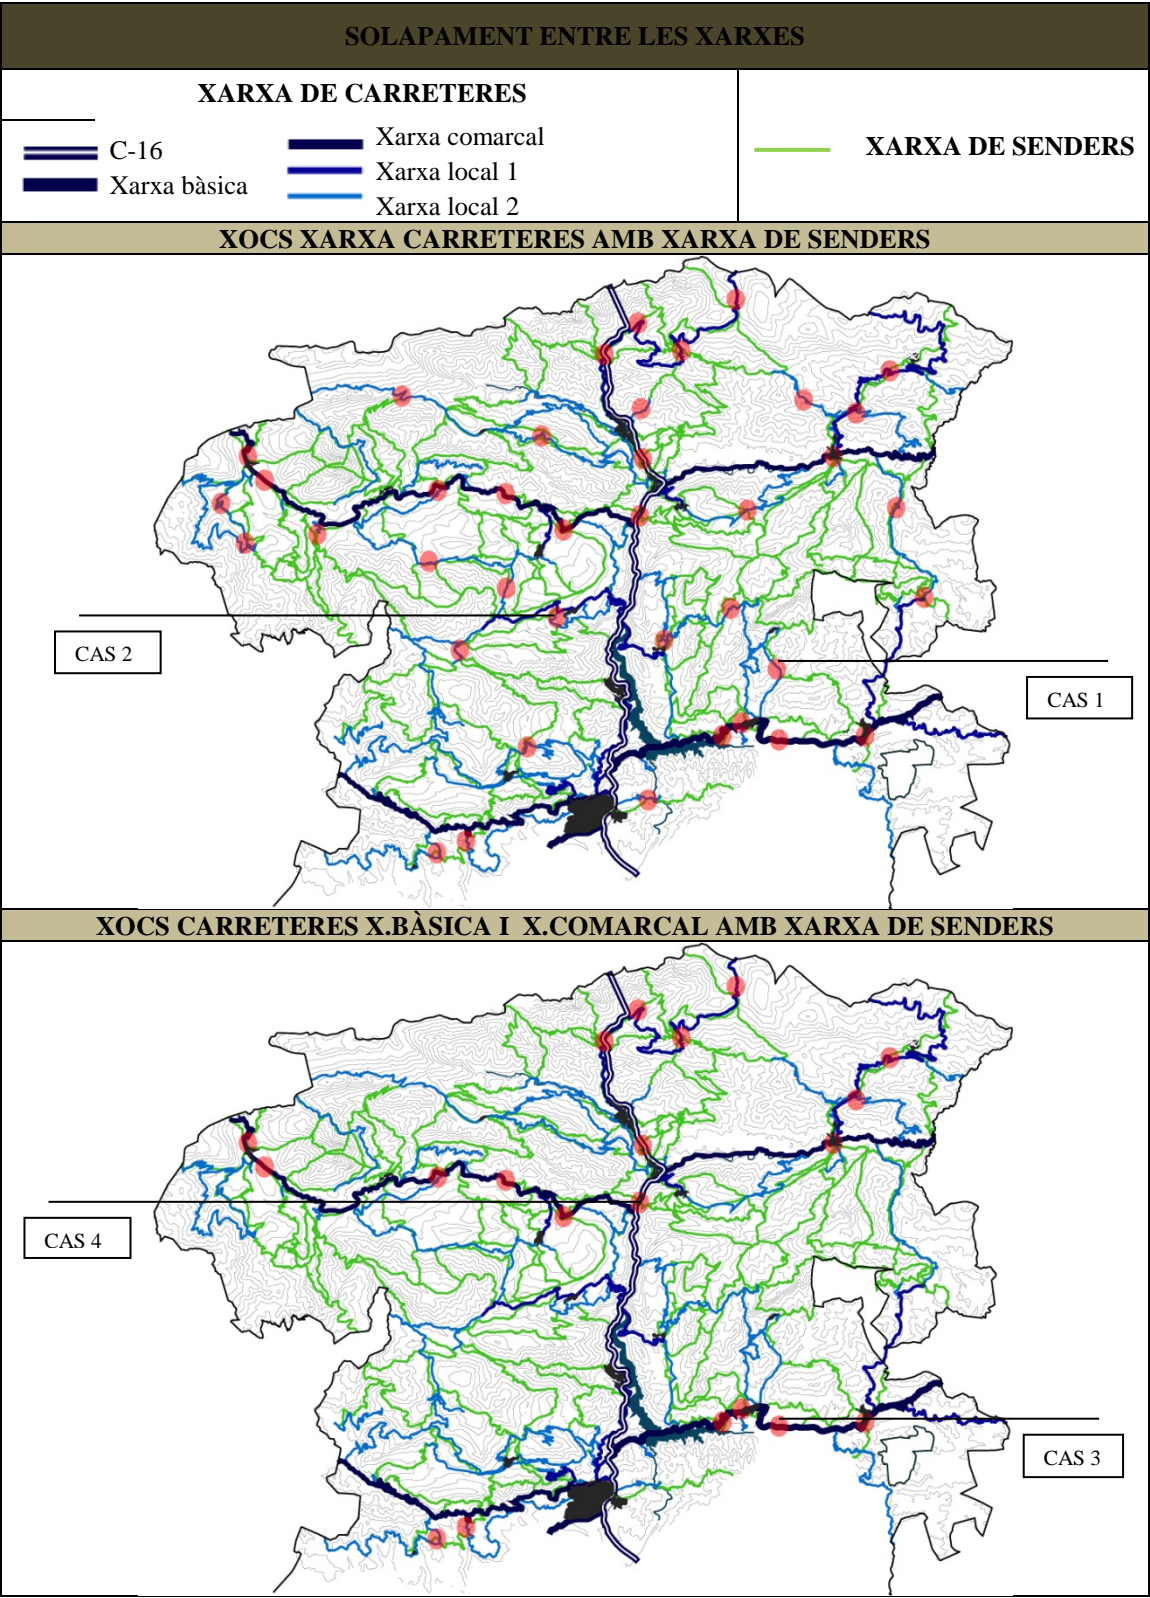 SOLAPAMENT ENTRE LES XARXES
XARXA DE CARRETERES
C-16
Xarxa bàsica
Xarxa comarcal
Xarxa local 1
Xarxa local 2
XARXA DE SENDERS
XOCS XARXA CARRETERES AMB XARXA DE SENDERS
CAS 2
CAS 1
XOCS CARRETERES X.BÀSICA I X.COMARCAL AMB XARXA DE SENDERS
CAS 4
CAS 3